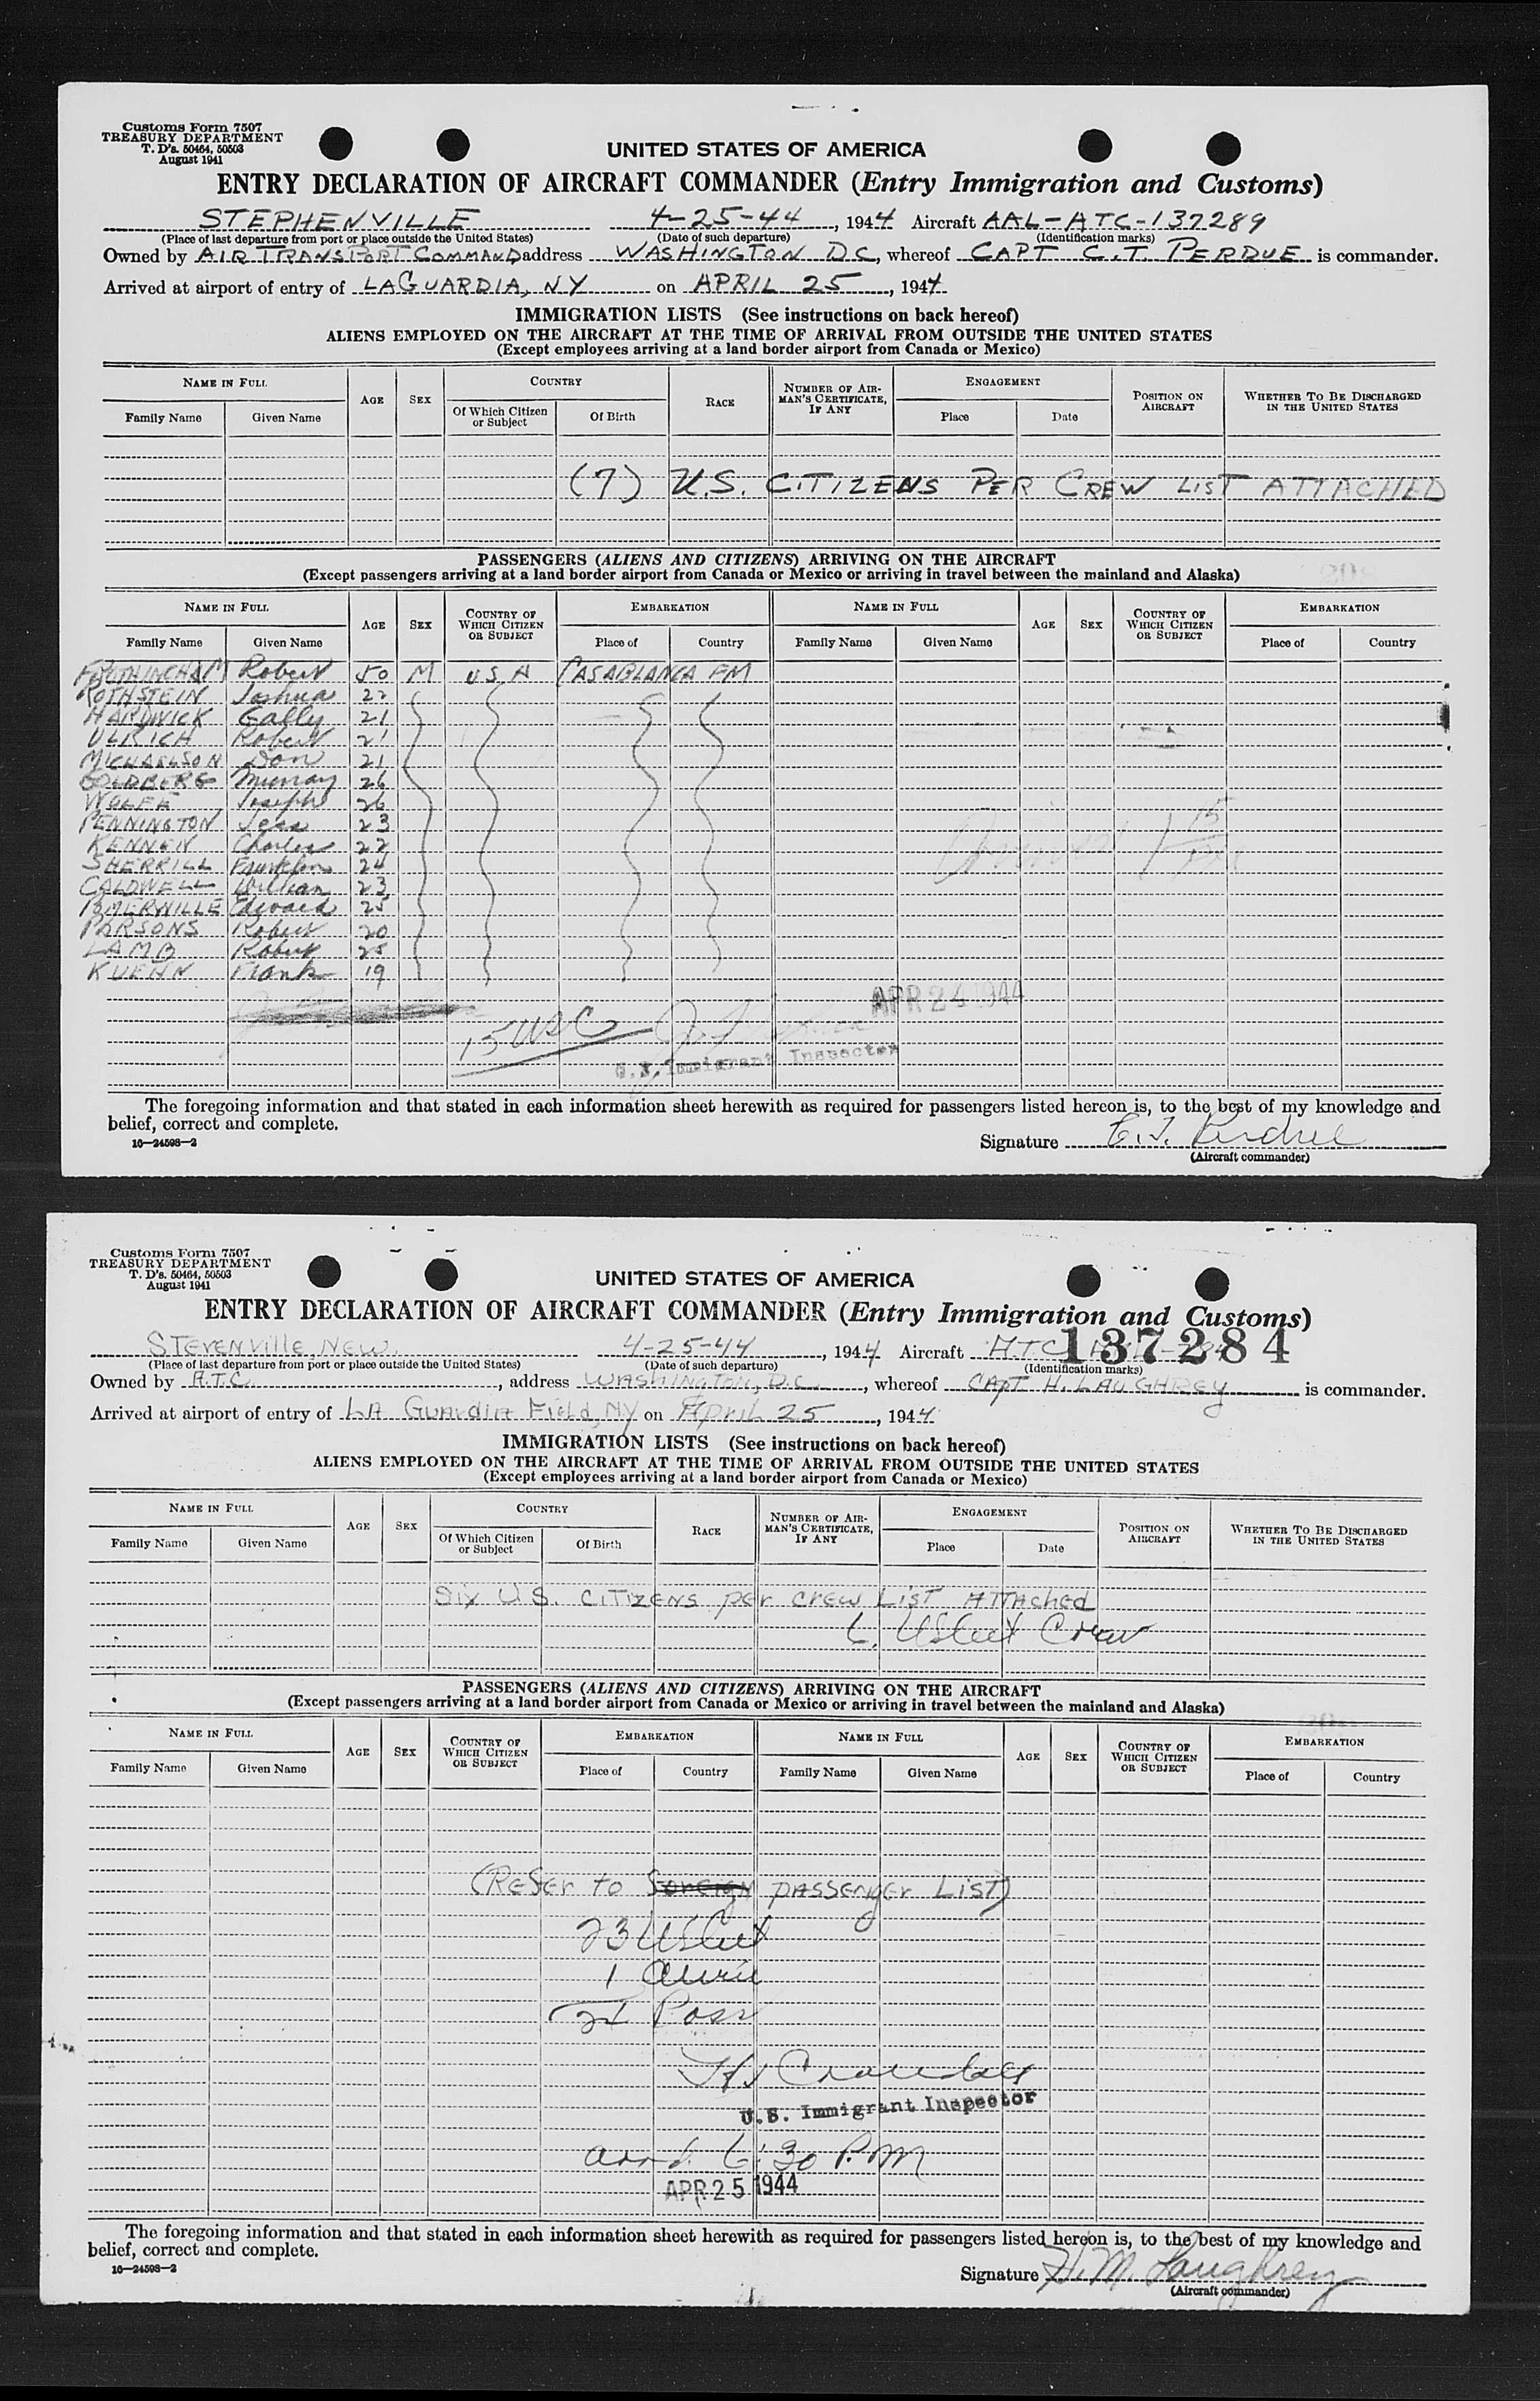 Customs Form 7507
TREASURY DEPARTMENT
T. D's. 50464, 50503
August 1941
UNITED STATES OF AMERICA
ENTRY DECLARATION OF AIRCRAFT COMMANDER (Entry Immigration and Customs)
STEPHENVILLE 4-25-44, 1944 Aircraft AAL-ATC-137289
(Place of last departure from port or place outside the United States) (Date of such departure) (Identification marks)
Owned by AIR TRANSPORT COMMAND address WASHINGTON DC, whereof CAPT C.T. PERDUE is commander.
Arrived at airport of entry of LAGUARDIA, NY on APRIL 25, 1944
IMMIGRATION LISTS (See instructions on back hereof)
ALIENS EMPLOYED ON THE AIRCRAFT AT THE TIME OF ARRIVAL FROM OUTSIDE THE UNITED STATES
(Except employees arriving at a land border airport from Canada or Mexico)
NAME IN FULL AGE SEX COUNTRY RACE NUMBER OF AIRMAN'S CERTIFICATE, IF ANY ENGAGEMENT POSITION ON AIRCRAFT WHETHER TO BE DISCHARGED IN THE UNITED STATES
Family Name Given Name Of Which Citizen or Subject Of Birth Place Date
(7) U.S. CITIZENS PER CREW LIST ATTACHED
PASSENGERS (ALIENS AND CITIZENS) ARRIVING ON THE AIRCRAFT
(Except passengers arriving at a land border airport from Canada or Mexico or arriving in travel between the mainland and Alaska)
NAME IN FULL AGE SEX COUNTRY OF WHICH CITIZEN OR SUBJECT EMBARKATION NAME IN FULL AGE SEX COUNTRY OF WHICH CITIZEN OR SUBJECT EMBARKATION
Family Name Given Name Place of Country Family Name Given Name Place of Country
FROTHINGHAM Robert 50 M USA CASABLANCA FM
ROTHSTEIN Joshua 22
HARDWICK Gally 21
ULRICH Robert 21
MICHAELSON Don 21
GOLDBERG Murray 26
WOLFE Joseph 26
PENNINGTON Jess 23
KENNEN Charles 22
SHERRILL Franklin 24
CALDWELL William 23
POMERVILLE Edward 25
PARSONS Robert 20
LAMB Robert 25
KUEHN Frank 19
APR 24 1944
15 USC
U.S. Immigrant Inspector
The foregoing information and that stated in each information sheet herewith as required for passengers listed hereon is, to the best of my knowledge and
belief, correct and complete.
16—24598—2
Signature C.T. Perdue
(Aircraft commander)
Customs Form 7507
TREASURY DEPARTMENT
T. D's. 50464, 50503
August 1941
UNITED STATES OF AMERICA
ENTRY DECLARATION OF AIRCRAFT COMMANDER (Entry Immigration and Customs)
STEVENVILLE NEW. 4-25-44, 1944 Aircraft ATC 137284
(Place of last departure from port or place outside the United States) (Date of such departure) (Identification marks)
Owned by A.T.C., address WASHINGTON, D.C., whereof CAPT H. LAUGHREY is commander.
Arrived at airport of entry of LA GUARDIA FIELD, NY on April 25, 1944
IMMIGRATION LISTS (See instructions on back hereof)
ALIENS EMPLOYED ON THE AIRCRAFT AT THE TIME OF ARRIVAL FROM OUTSIDE THE UNITED STATES
(Except employees arriving at a land border airport from Canada or Mexico)
NAME IN FULL AGE SEX COUNTRY RACE NUMBER OF AIRMAN'S CERTIFICATE, IF ANY ENGAGEMENT POSITION ON AIRCRAFT WHETHER TO BE DISCHARGED IN THE UNITED STATES
Family Name Given Name Of Which Citizen or Subject Of Birth Place Date
Six U.S. CITIZENS per crew LIST ATTACHED
6 USCit Crew
PASSENGERS (ALIENS AND CITIZENS) ARRIVING ON THE AIRCRAFT
(Except passengers arriving at a land border airport from Canada or Mexico or arriving in travel between the mainland and Alaska)
NAME IN FULL AGE SEX COUNTRY OF WHICH CITIZEN OR SUBJECT EMBARKATION NAME IN FULL AGE SEX COUNTRY OF WHICH CITIZEN OR SUBJECT EMBARKATION
Family Name Given Name Place of Country Family Name Given Name Place of Country
(Refer to foreign passenger LIST)
23 USCit
1 Alien
24 Pass
U.S. Immigrant Inspector
arrd. 6:30 P.M
APR 25 1944
The foregoing information and that stated in each information sheet herewith as required for passengers listed hereon is, to the best of my knowledge and
belief, correct and complete.
16—24598—2
Signature H. M. Laughrey
(Aircraft commander)